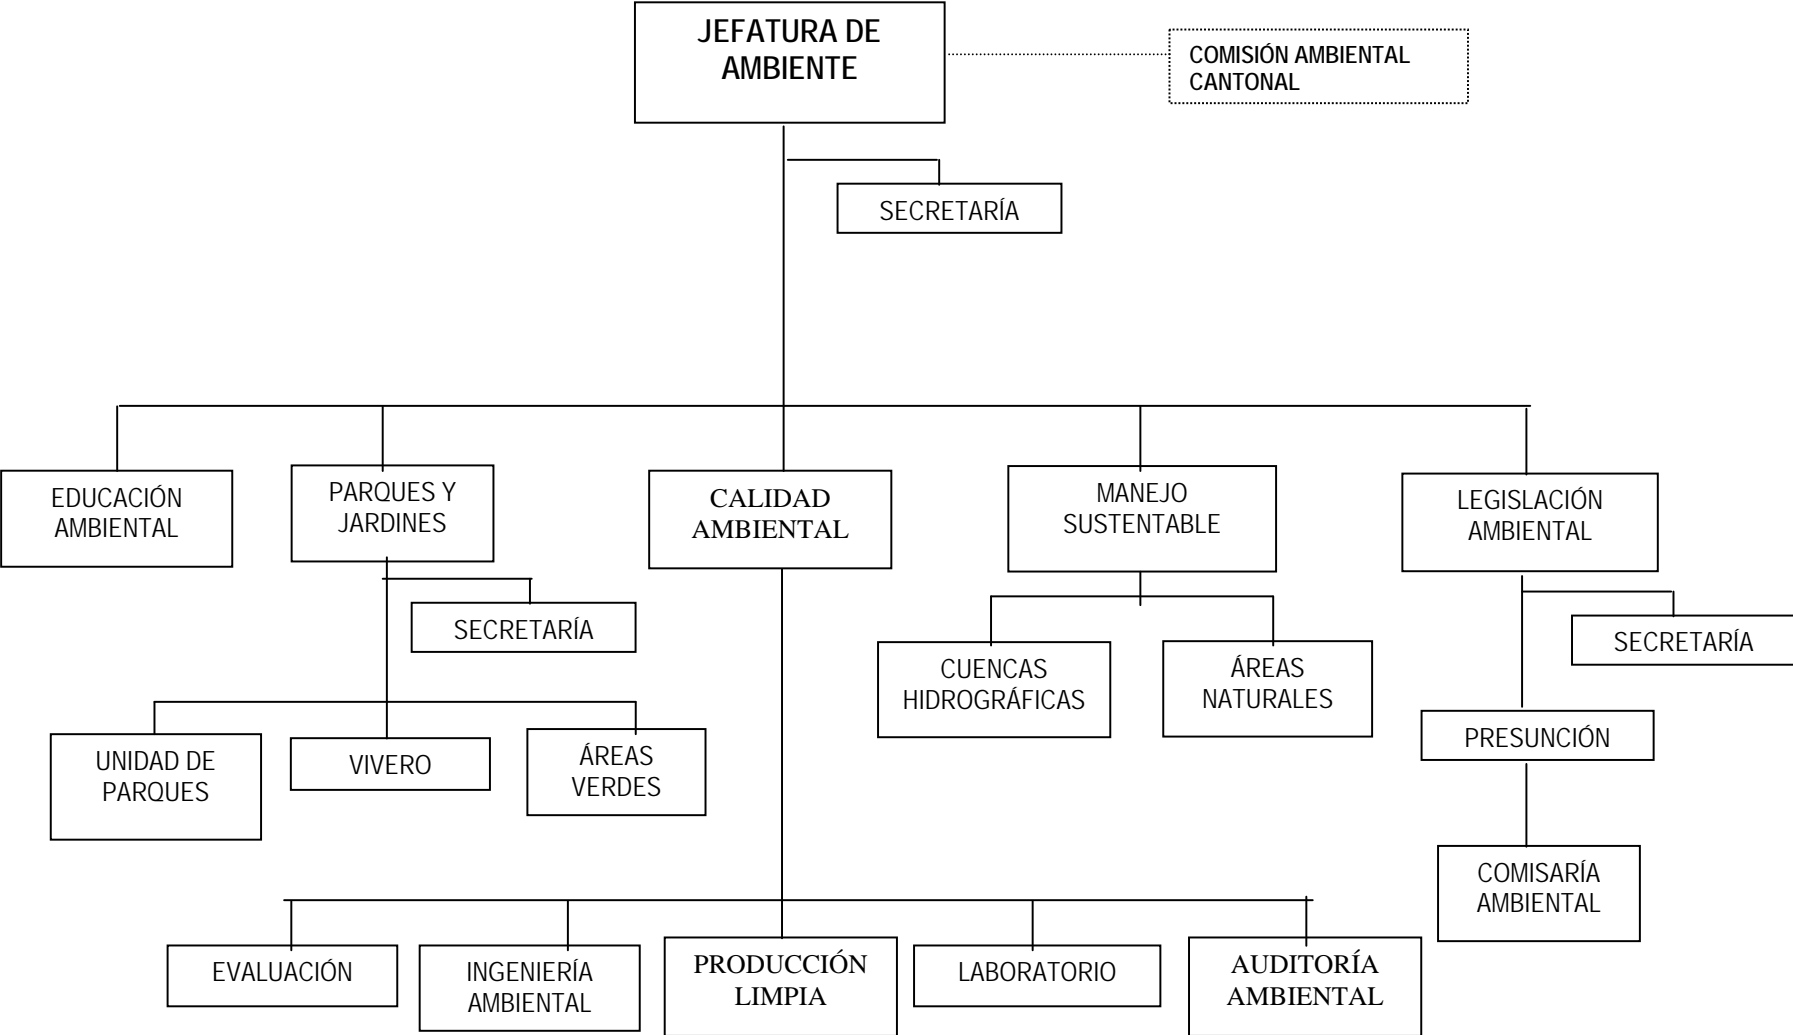 JEFATURA DE
AMBIENTE
COMISIÓN AMBIENTAL
CANTONAL
SECRETARÍA
EDUCACIÓN
AMBIENTAL
PARQUES Y
JARDINES
CALIDAD
AMBIENTAL
MANEJO
SUSTENTABLE
LEGISLACIÓN
AMBIENTAL
SECRETARÍA
SECRETARÍA
CUENCAS
HIDROGRÁFICAS
ÁREAS
NATURALES
UNIDAD DE
PARQUES
VIVERO
ÁREAS
VERDES
PRESUNCIÓN
COMISARÍA
AMBIENTAL
EVALUACIÓN
INGENIERÍA
AMBIENTAL
PRODUCCIÓN
LIMPIA
LABORATORIO
AUDITORÍA
AMBIENTAL